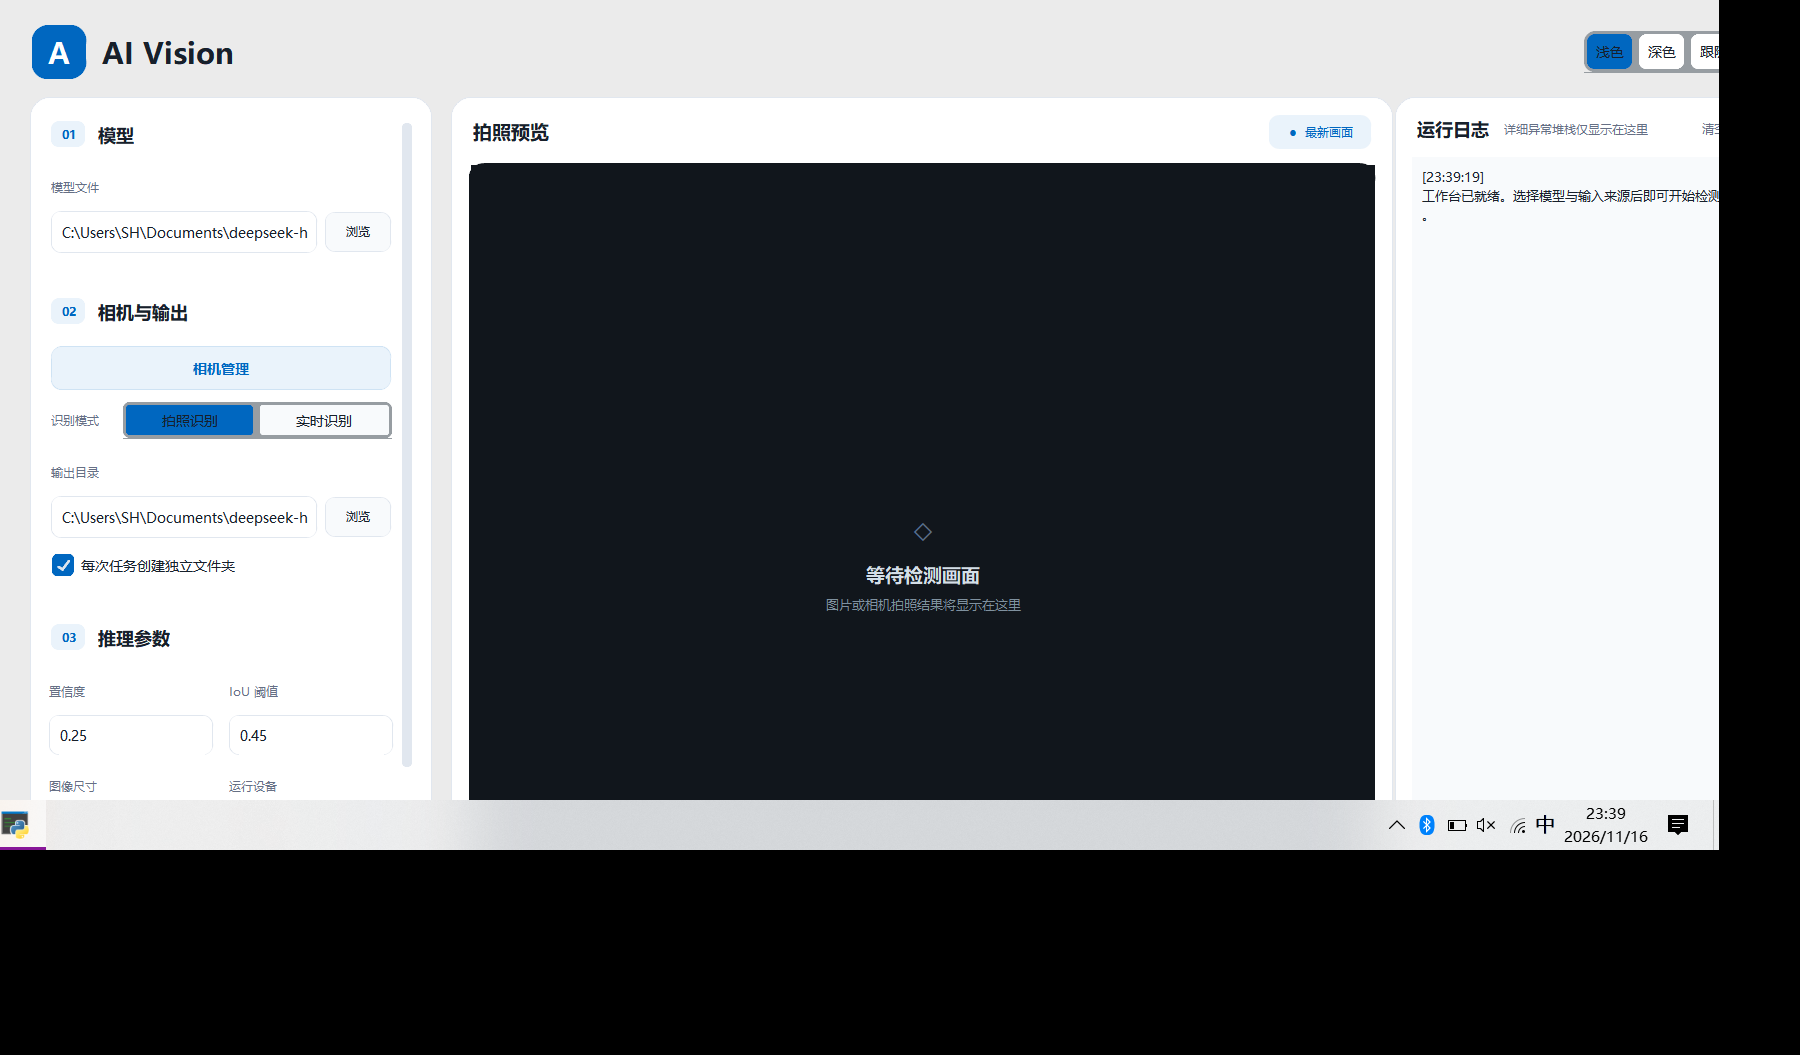 A AI Vision
浅色 深色
01 模型
模型文件
C:\Users\SH\Documents\deepseek-h 浏览
02 相机与输出
相机管理
识别模式 拍照识别 实时识别
输出目录
C:\Users\SH\Documents\deepseek-h 浏览
每次任务创建独立文件夹
03 推理参数
置信度 IoU 阈值
0.25 0.45
图像尺寸 运行设备
拍照预览 最新画面
等待检测画面
图片或相机拍照结果将显示在这里
运行日志 详细异常堆栈仅显示在这里 清
[23:39:19]
工作台已就绪。选择模型与输入来源后即可开始检测
。
中
23:39
2026/11/16